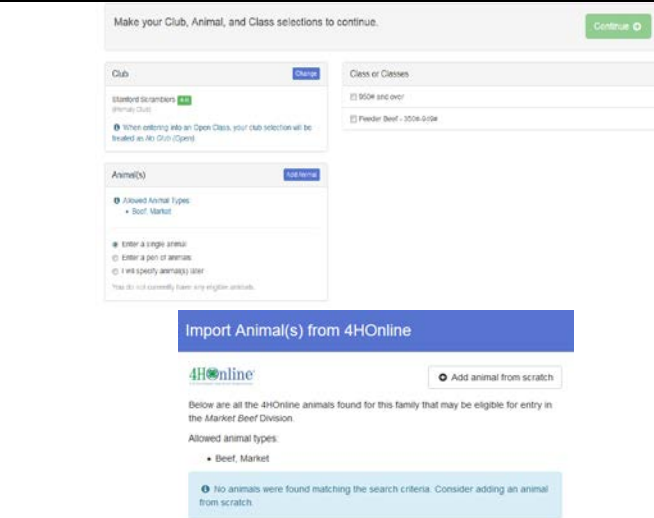 Make your Club, Animal, and Class selections to continue.
Continue
Club
Change
Stanford Scramblers 4-H
(Primary Club)
When entering into an Open Class, your club selection will be
treated as No Club (Open).
Class or Classes
950# and over
Feeder Beef - 350#-949#
Animal(s)
Add Animal
Allowed Animal Types:
• Beef, Market
Enter a single animal
Enter a pen of animals
I will specify animal(s) later
You do not currently have any eligible animals.
Import Animal(s) from 4HOnline
4HOnline
Add animal from scratch
Below are all the 4HOnline animals found for this family that may be eligible for entry in
the Market Beef Division.
Allowed animal types:
• Beef, Market
No animals were found matching the search criteria. Consider adding an animal
from scratch.